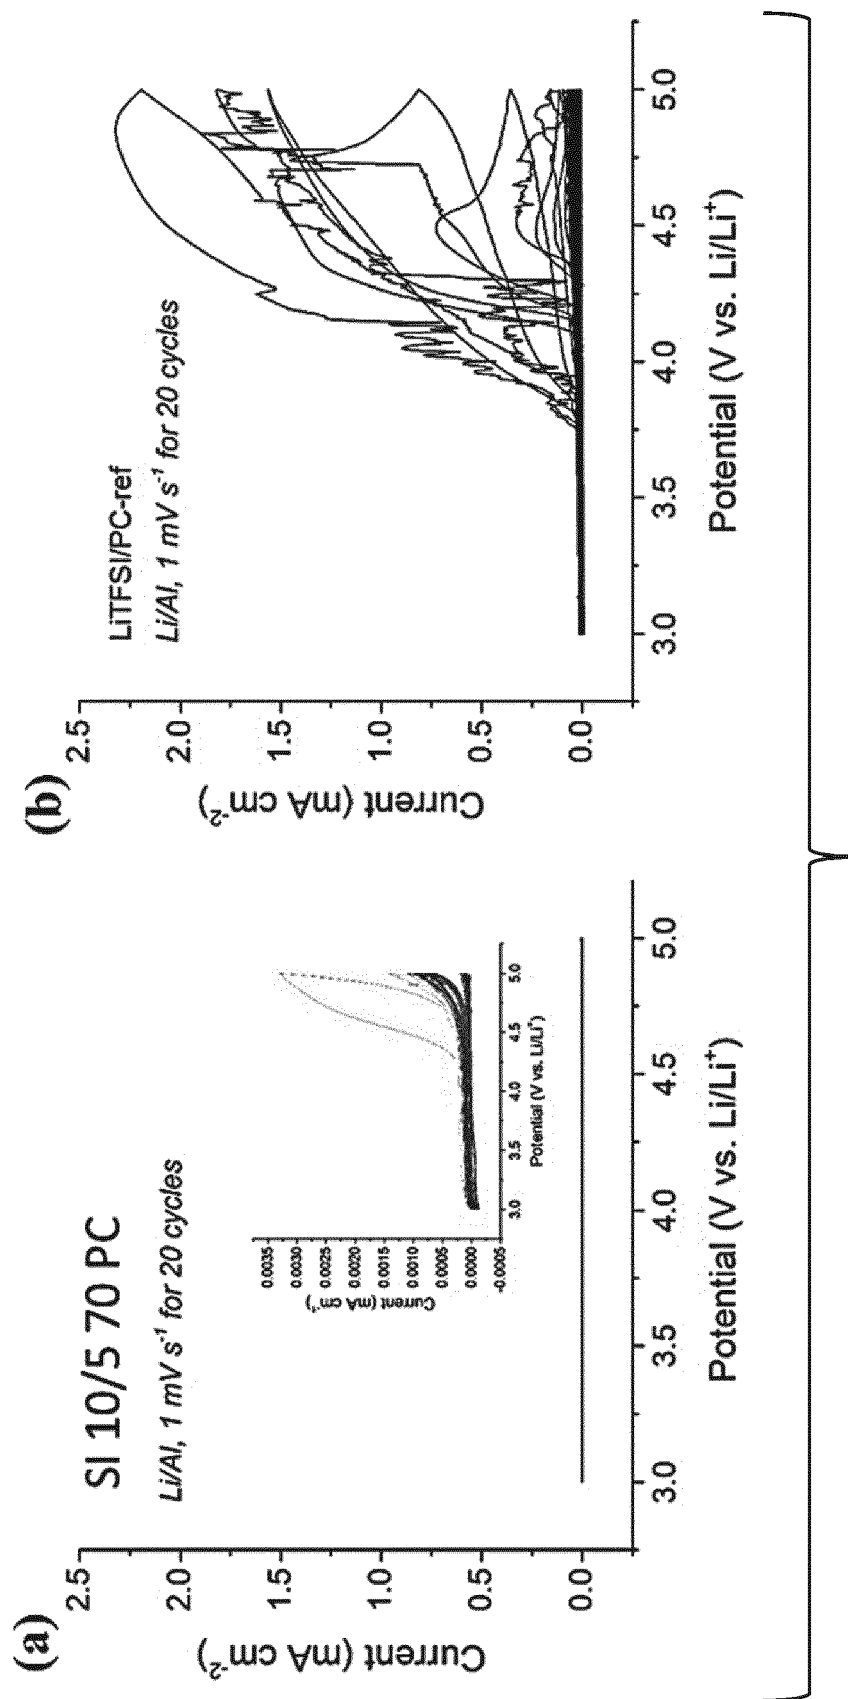 (a)
SI 10/5 70 PC
Li/Al, 1 mV s⁻¹ for 20 cycles
Current (mA cm⁻²)
2.5
2.0
1.5
1.0
0.5
0.0
3.0 3.5 4.0 4.5 5.0
Potential (V vs. Li/Li⁺)
Current (mA cm⁻²)
0.0035
0.0030
0.0025
0.0020
0.0015
0.0010
0.0005
0.0000
-0.0005
3.0 3.5 4.0 4.5 5.0
Potential (V vs. Li/Li⁺)
(b)
LiTFSI/PC-ref
Li/Al, 1 mV s⁻¹ for 20 cycles
Current (mA cm⁻²)
2.5
2.0
1.5
1.0
0.5
0.0
3.0 3.5 4.0 4.5 5.0
Potential (V vs. Li/Li⁺)